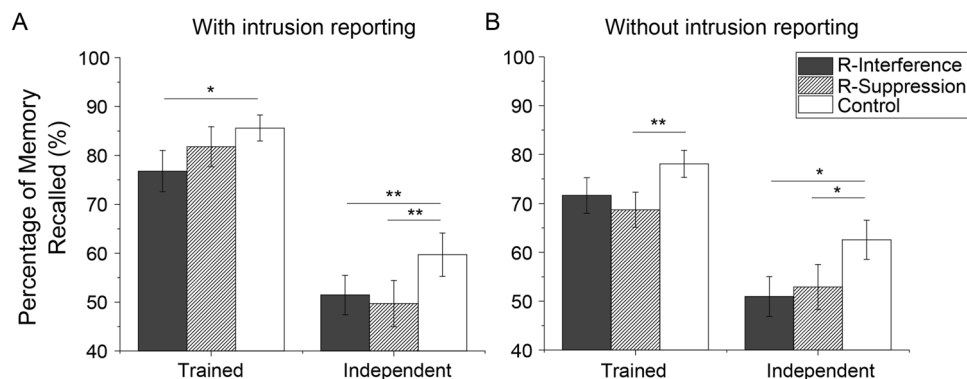 A
With intrusion reporting
B
Without intrusion reporting
R-Interference
R-Suppression
Control
Percentage of Memory
Recalled (%)
100
90
80
70
60
50
40
*
**
**
Trained
Independent
100
90
80
70
60
50
40
**
*
*
Trained
Independent